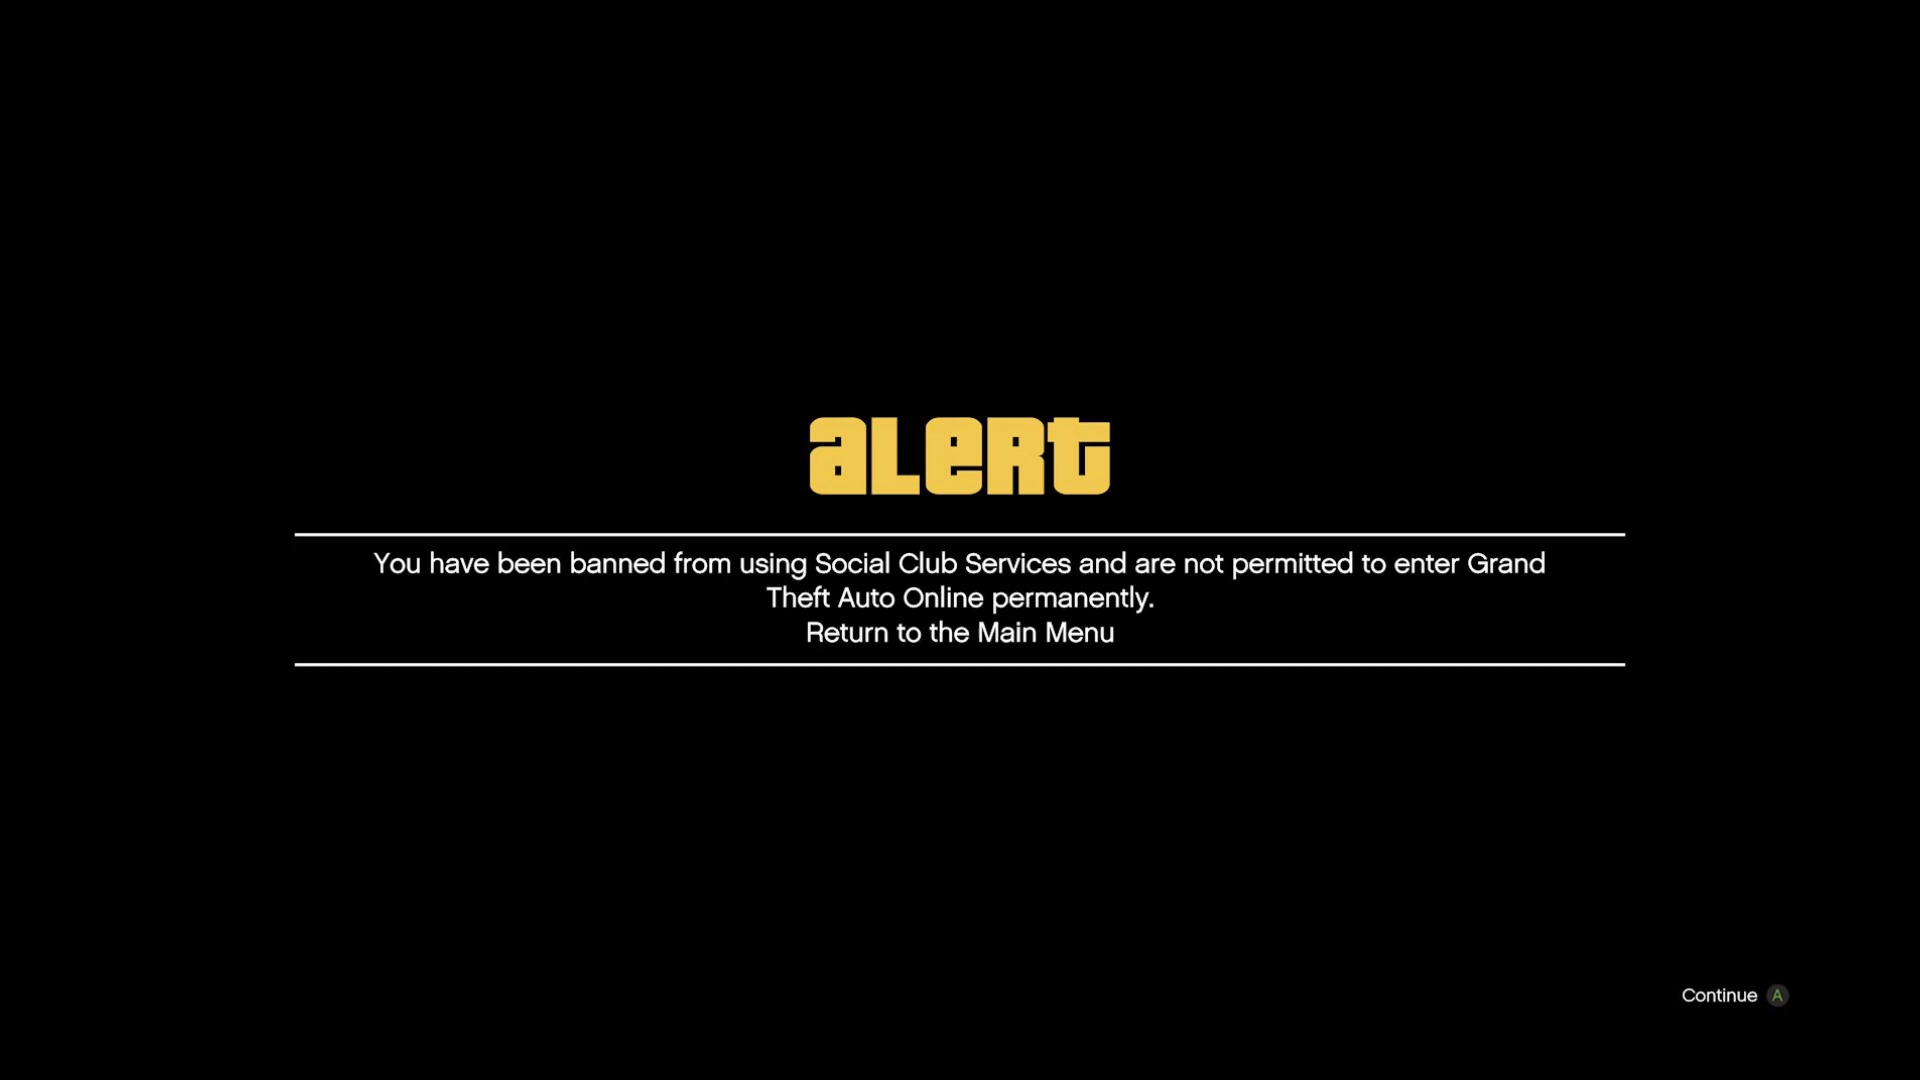 aLeRt
You have been banned from using Social Club Services and are not permitted to enter Grand
Theft Auto Online permanently.
Return to the Main Menu
Continue A